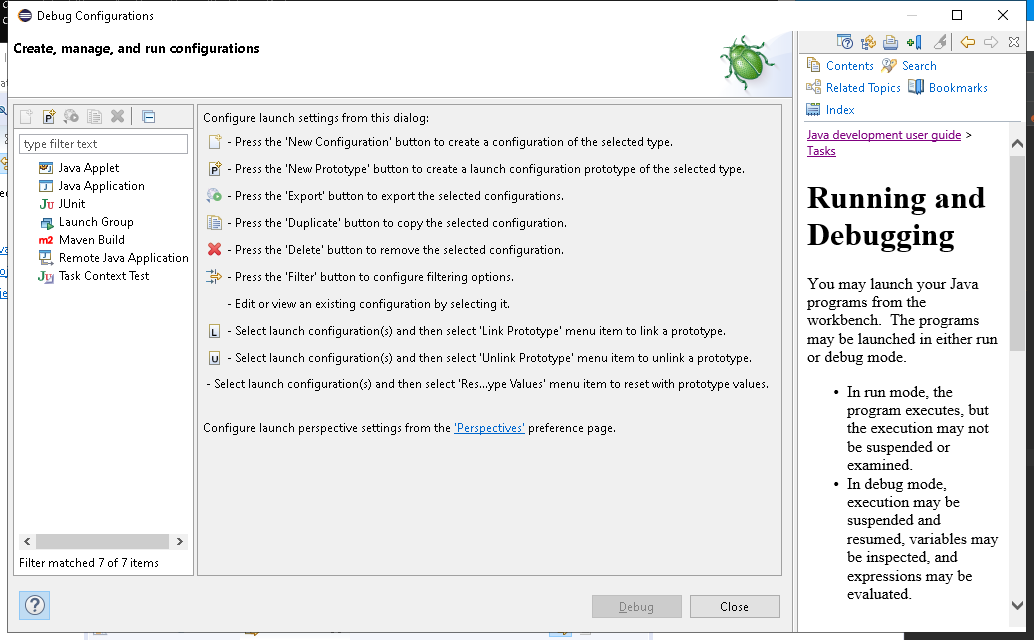 Debug Configurations
Create, manage, and run configurations
type filter text
Java Applet
Java Application
JUnit
Launch Group
Maven Build
Remote Java Application
Task Context Test
Filter matched 7 of 7 items
Configure launch settings from this dialog:
- Press the 'New Configuration' button to create a configuration of the selected type.
- Press the 'New Prototype' button to create a launch configuration prototype of the selected type.
- Press the 'Export' button to export the selected configurations.
- Press the 'Duplicate' button to copy the selected configuration.
- Press the 'Delete' button to remove the selected configuration.
- Press the 'Filter' button to configure filtering options.
- Edit or view an existing configuration by selecting it.
- Select launch configuration(s) and then select 'Link Prototype' menu item to link a prototype.
- Select launch configuration(s) and then select 'Unlink Prototype' menu item to unlink a prototype.
- Select launch configuration(s) and then select 'Res...ype Values' menu item to reset with prototype values.
Configure launch perspective settings from the 'Perspectives' preference page.
Debug
Close
Contents Search
Related Topics Bookmarks
Index
Java development user guide >
Tasks
Running and
Debugging
You may launch your Java
programs from the
workbench. The programs
may be launched in either run
or debug mode.
• In run mode, the
program executes, but
the execution may not
be suspended or
examined.
• In debug mode,
execution may be
suspended and
resumed, variables may
be inspected, and
expressions may be
evaluated.